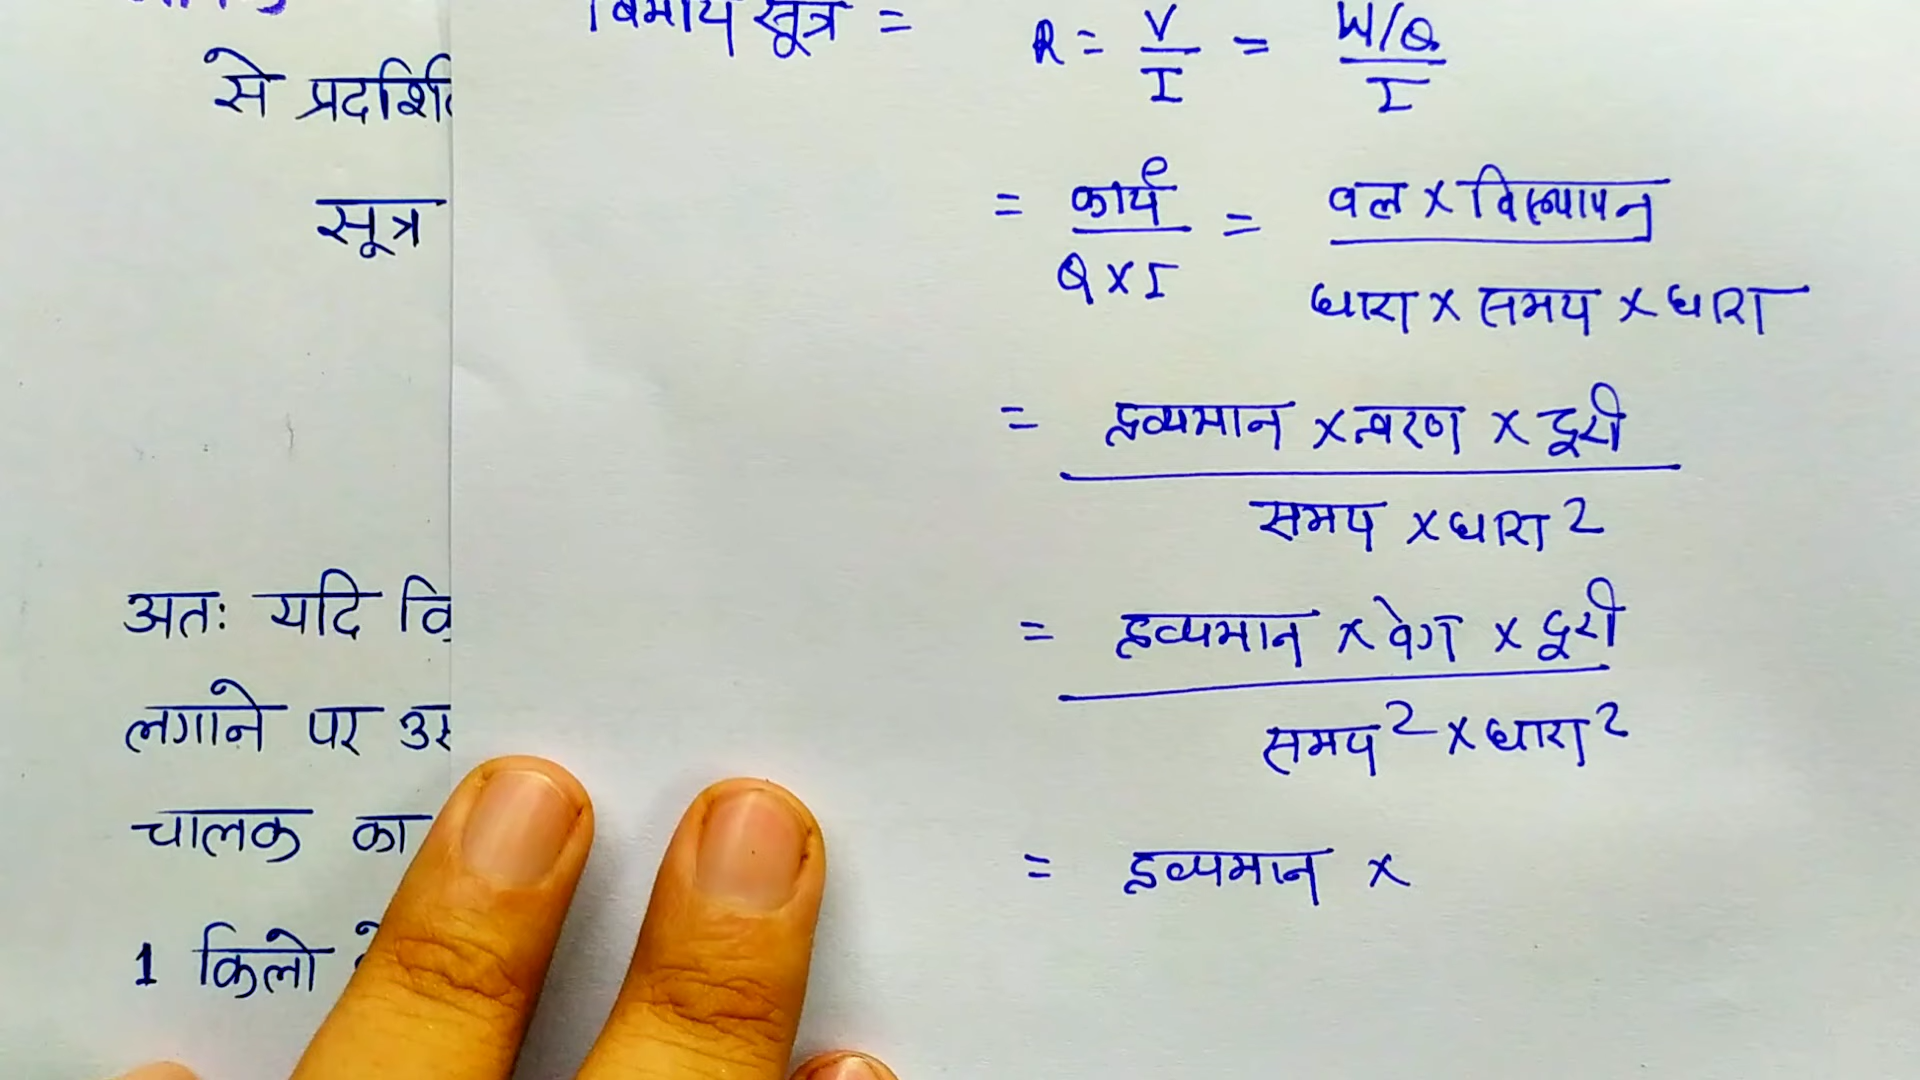 से
सूत्र
अतः यदि
लगाने पर
चालक का
1 किलो
विमीय सूत्र = R = V/I = W/Q / I
= कार्य / Q × I = बल × विस्थापन / धारा × समय × धारा
= द्रव्यमान × त्वरण × दूरी / समय × धारा²
= द्रव्यमान × वेग × दूरी / समय² × धारा²
= द्रव्यमान ×